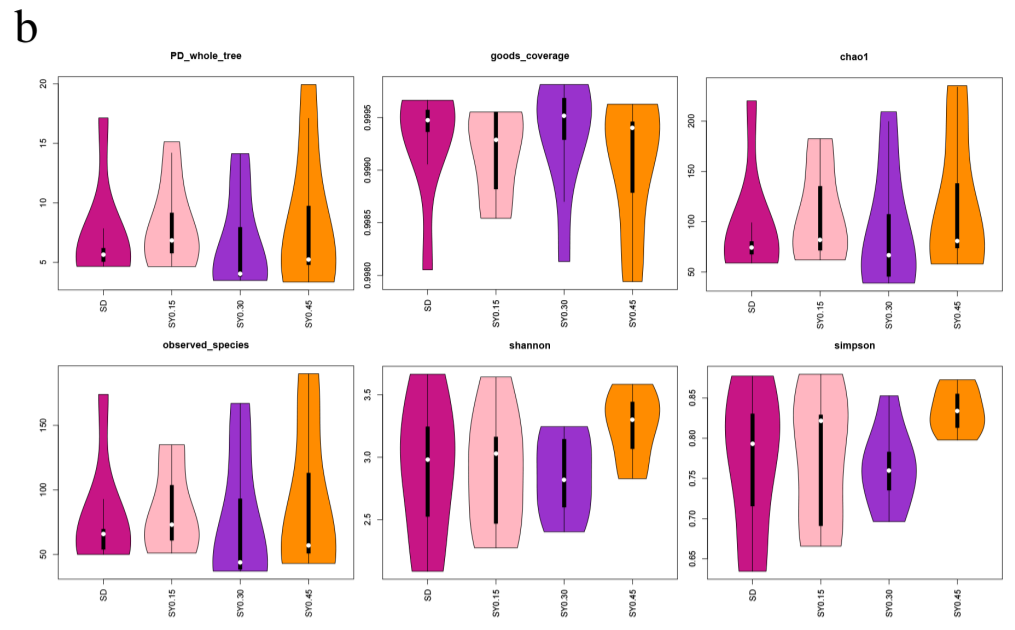 b
PD_whole_tree
20
15
10
5
SD
SY0.15
SY0.30
SY0.45
goods_coverage
0.9995
0.9990
0.9985
0.9980
SD
SY0.15
SY0.30
SY0.45
chao1
200
150
100
50
SD
SY0.15
SY0.30
SY0.45
observed_species
150
100
50
SD
SY0.15
SY0.30
SY0.45
shannon
3.5
3.0
2.5
SD
SY0.15
SY0.30
SY0.45
simpson
0.85
0.80
0.75
0.70
0.65
SD
SY0.15
SY0.30
SY0.45